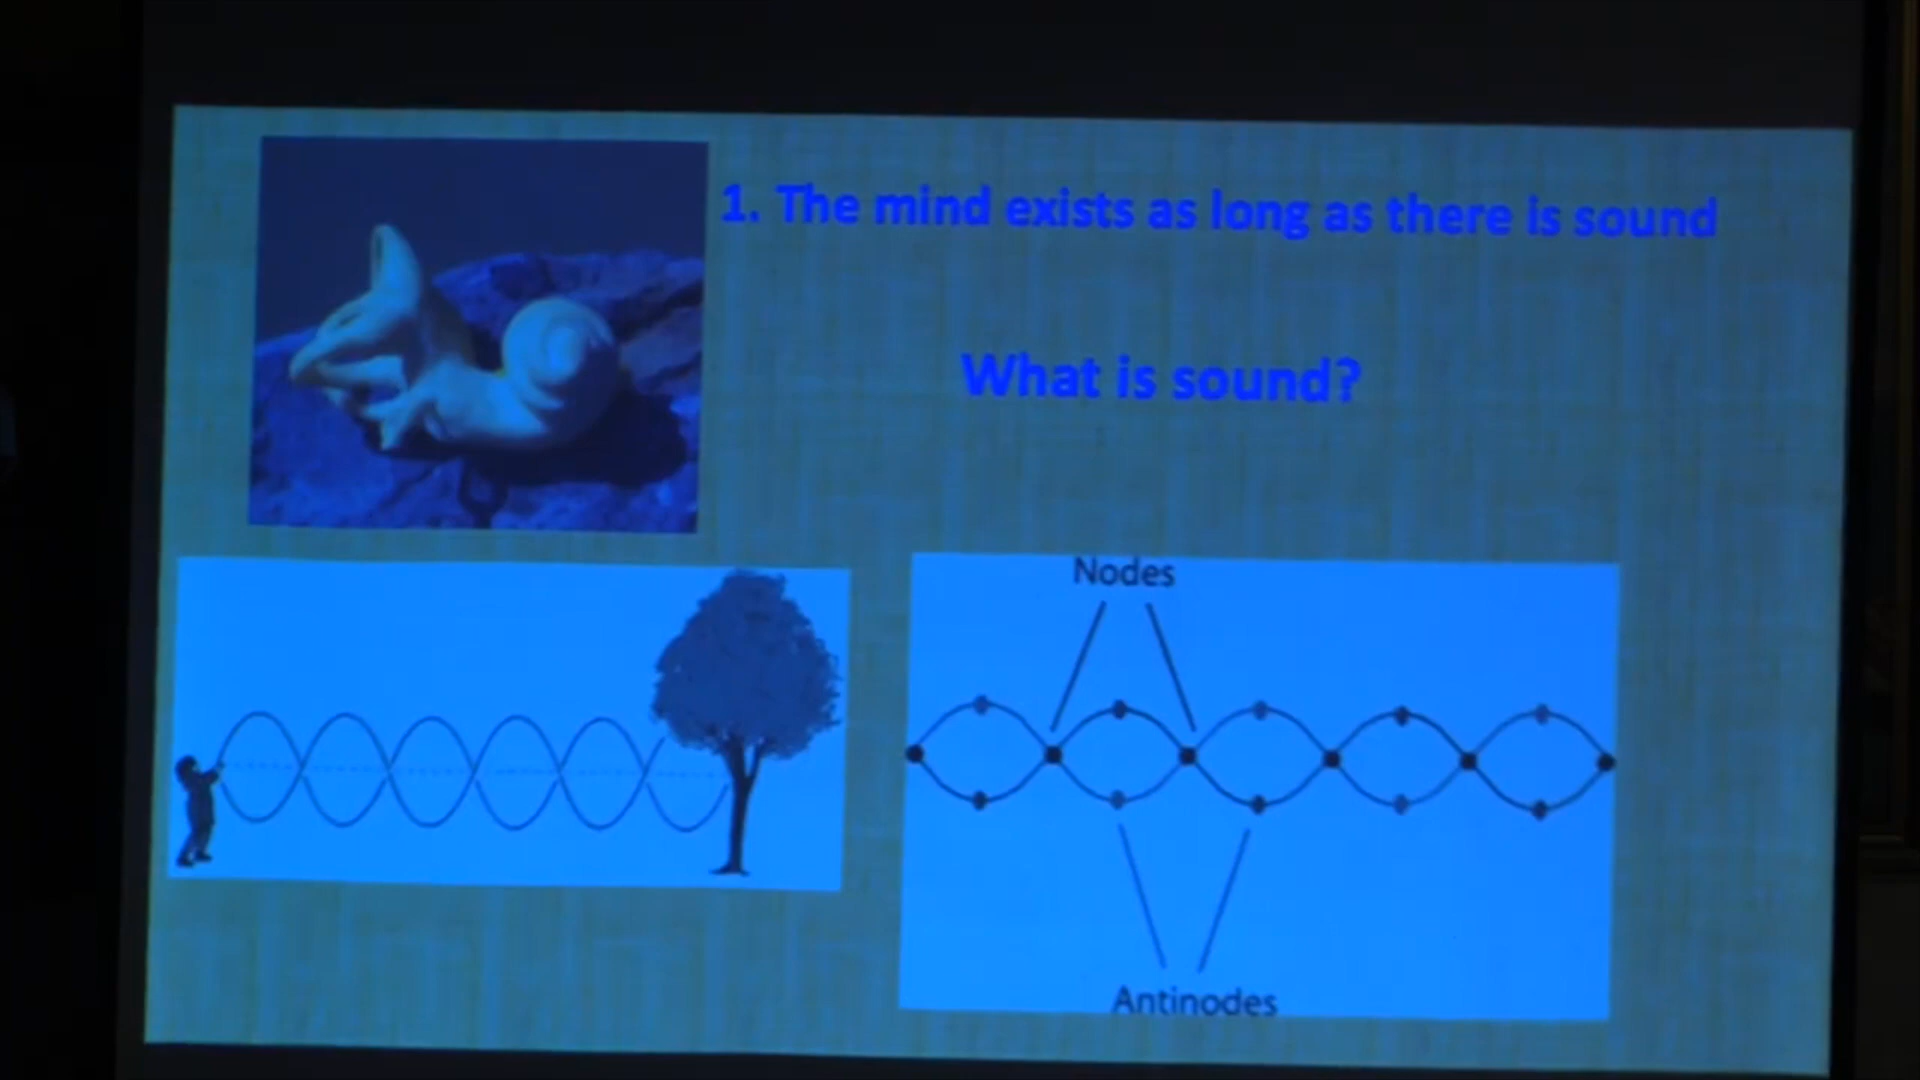 1. The mind exists as long as there is sound
What is sound?
Nodes
Antinodes